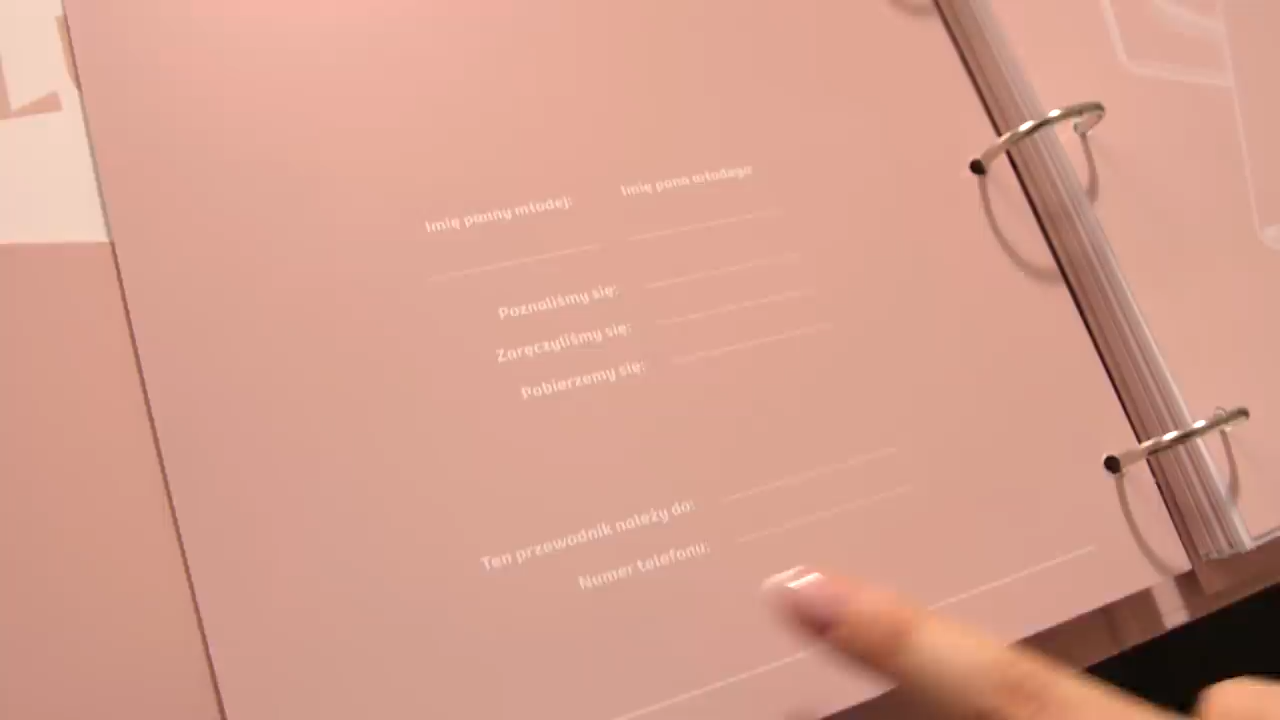 Imię panny młodej: Imię pana młodego
Poznaliśmy się:
Zaręczyliśmy się:
Pobierzemy się:
Ten przewodnik należy do:
Numer telefonu: